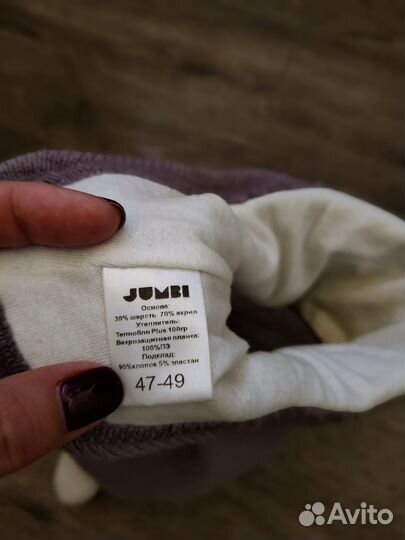 JUMBI
Основа:
30% шерсть 70% акрил
Утеплитель:
Termofinn Plus 100гр
Ветрозащитная планка:
100%ПЭ
Подклад:
95%хлопок 5% эластан
47-49
Avito